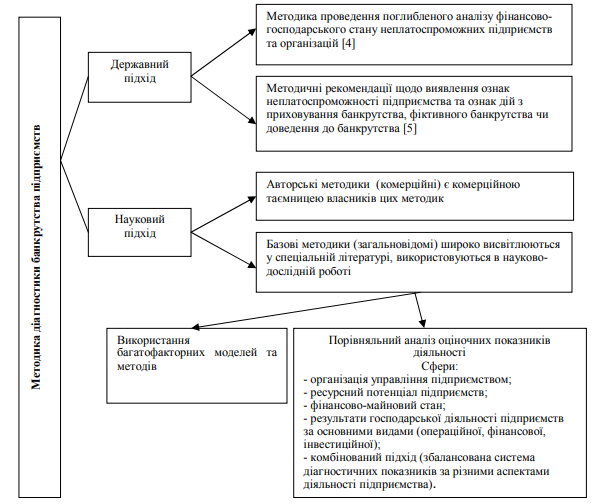 Методика діагностики банкрутства підприємств
Державний
підхід
Методика проведення поглибленого аналізу фінансово-
господарського стану неплатоспроможних підприємств
та організацій [4]
Методичні рекомендації щодо виявлення ознак
неплатоспроможності підприємства та ознак дій з
приховування банкрутства, фіктивного банкрутства чи
доведення до банкрутства [5]
Науковий
підхід
Авторські методики (комерційні) є комерційною
таємницею власників цих методик
Базові методики (загальновідомі) широко висвітлюються
у спеціальній літературі, використовуються в науково-
дослідній роботі
Використання
багатофакторних моделей та
методів
Порівняльний аналіз оціночних показників
діяльності
Сфери:
- організація управління підприємством;
- ресурсний потенціал підприємств;
- фінансово-майновий стан;
- результати господарської діяльності підприємств
за основними видами (операційної, фінансової,
інвестиційної);
- комбінований підхід (збалансована система
діагностичних показників за різними аспектами
діяльності підприємства).